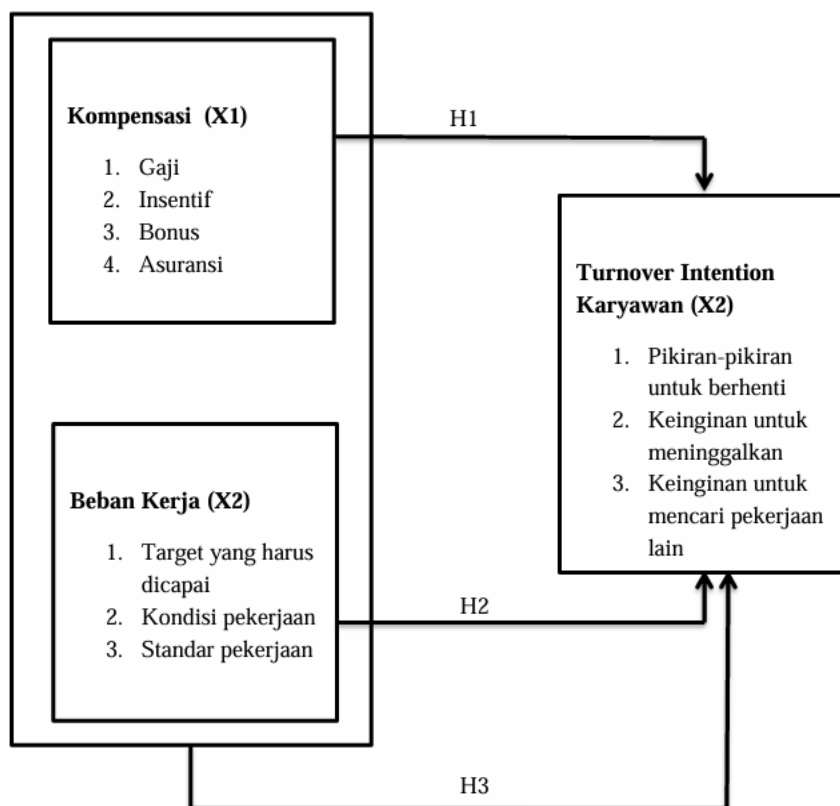 Kompensasi (X1)
1. Gaji
2. Insentif
3. Bonus
4. Asuransi
H1
Turnover Intention
Karyawan (X2)
1. Pikiran-pikiran
untuk berhenti
2. Keinginan untuk
meninggalkan
3. Keinginan untuk
mencari pekerjaan
lain
Beban Kerja (X2)
1. Target yang harus
dicapai
2. Kondisi pekerjaan
3. Standar pekerjaan
H2
H3